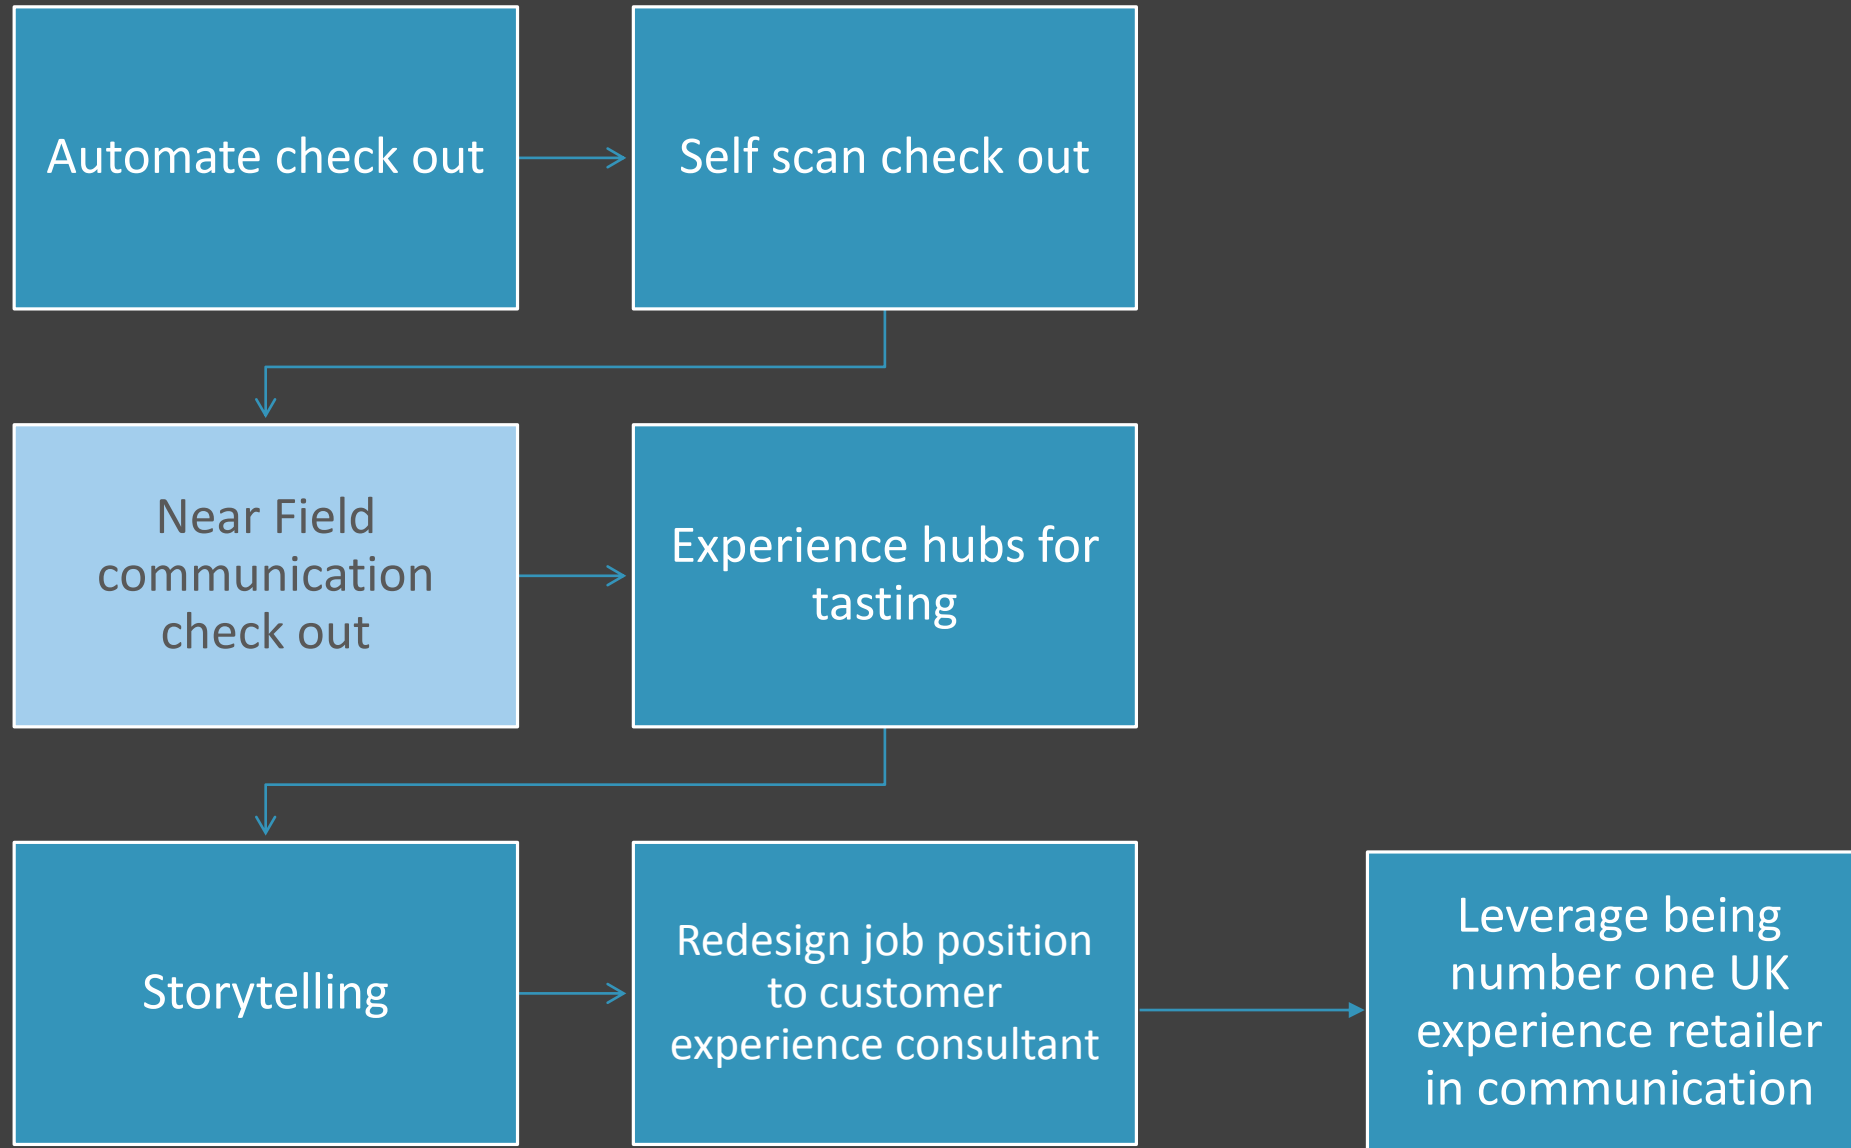 Automate check out
Self scan check out
Near Field
communication
check out
Experience hubs for
tasting
Storytelling
Redesign job position
to customer
experience consultant
Leverage being
number one UK
experience retailer
in communication